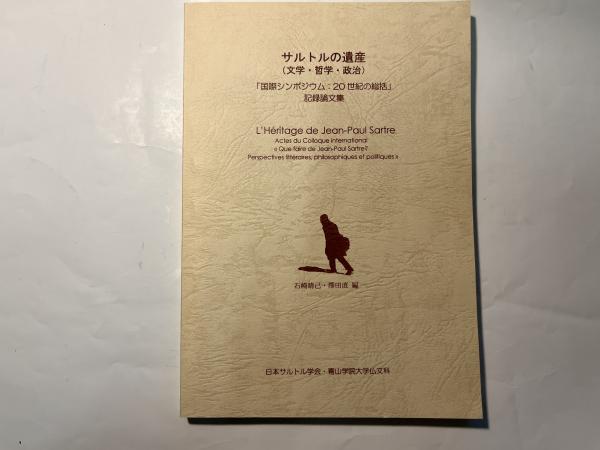 サルトルの遺産
(文学・哲学・政治)
「国際シンポジウム：20世紀の総括」
記録論文集
L'Héritage de Jean-Paul Sartre
Actes du Colloque international
« Que faire de Jean-Paul Sartre?
Perspectives littéraires, philosophiques et politiques »
石崎晴己・澤田直 編
日本サルトル学会・青山学院大学仏文科